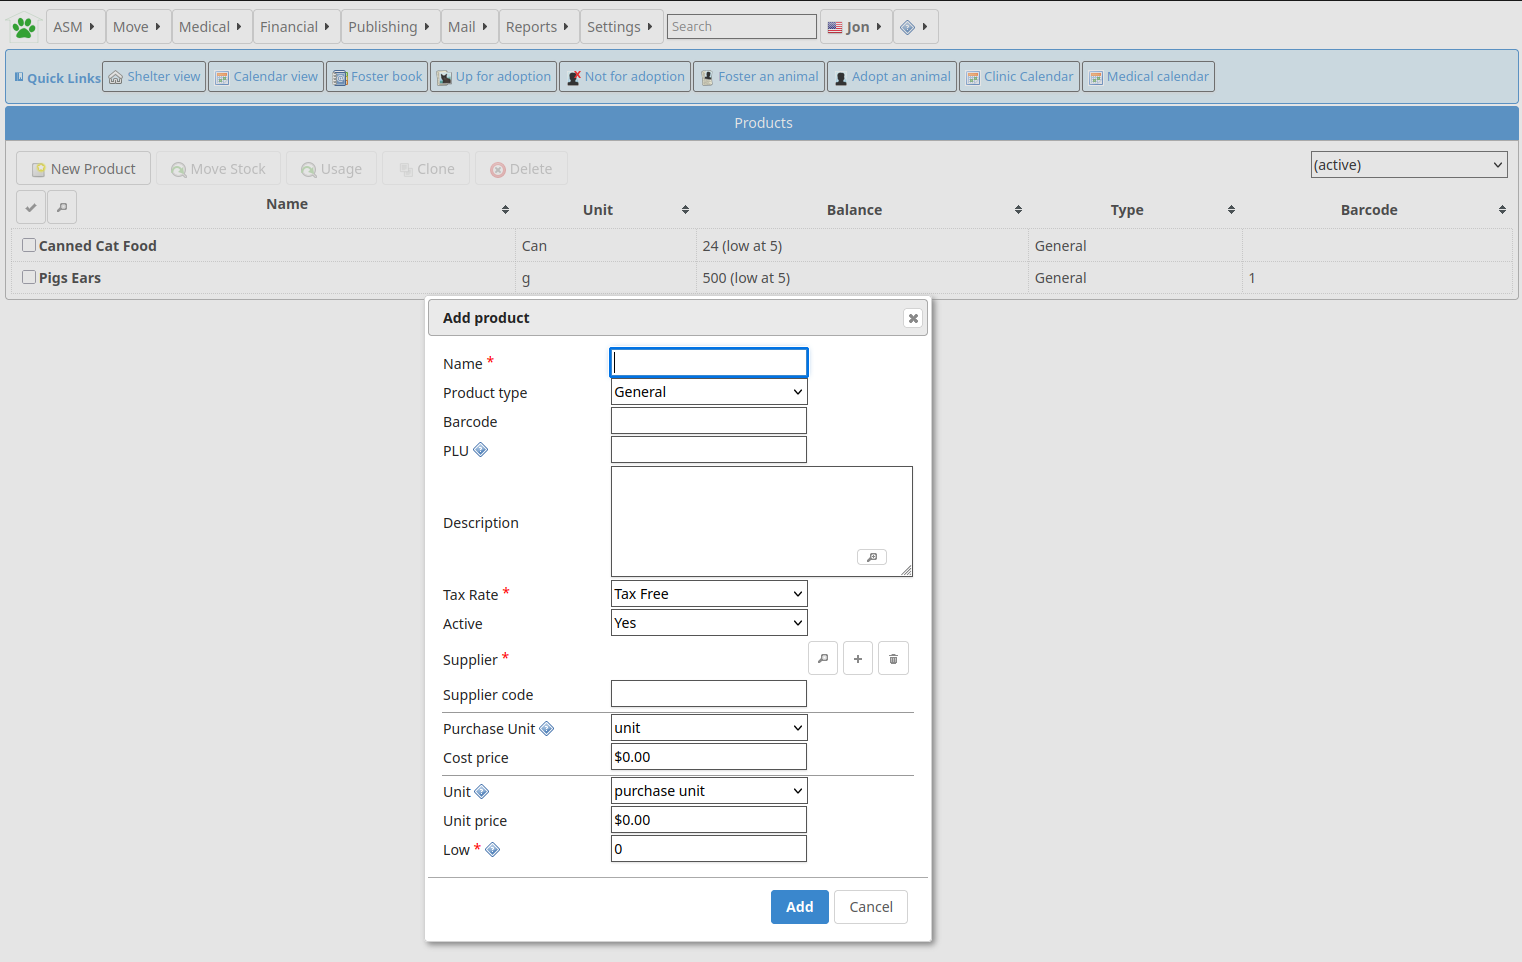 ASM Move Medical Financial Publishing Mail Reports Settings Search Jon
Quick Links Shelter view Calendar view Foster book Up for adoption Not for adoption Foster an animal Adopt an animal Clinic Calendar Medical calendar
Products
New Product Move Stock Usage Clone Delete (active)
Name Unit Balance Type Barcode
Canned Cat Food Can 24 (low at 5) General
Pigs Ears g 500 (low at 5) General 1
Add product
Name *
Product type General
Barcode
PLU
Description
Tax Rate * Tax Free
Active Yes
Supplier *
Supplier code
Purchase Unit unit
Cost price $0.00
Unit purchase unit
Unit price $0.00
Low * 0
Add Cancel